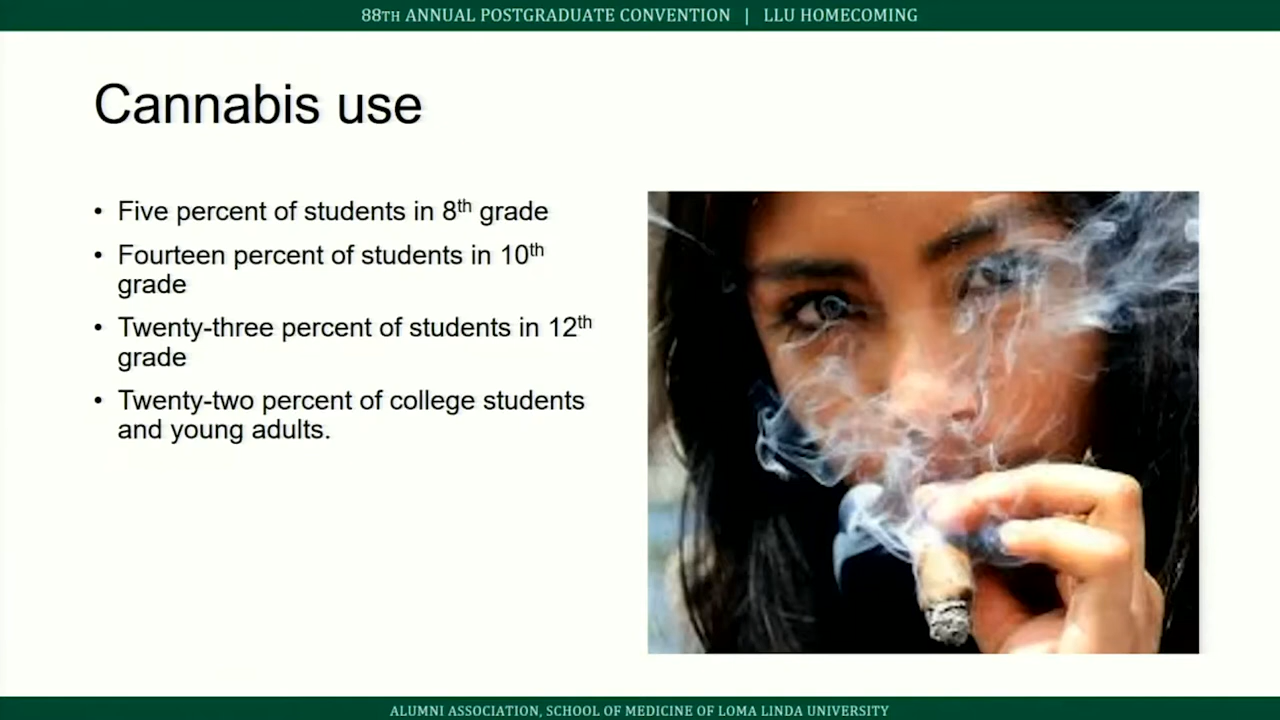 88TH ANNUAL POSTGRADUATE CONVENTION | LLU HOMECOMING
Cannabis use
• Five percent of students in 8th grade
• Fourteen percent of students in 10th
grade
• Twenty-three percent of students in 12th
grade
• Twenty-two percent of college students
and young adults.
ALUMNI ASSOCIATION, SCHOOL OF MEDICINE OF LOMA LINDA UNIVERSITY